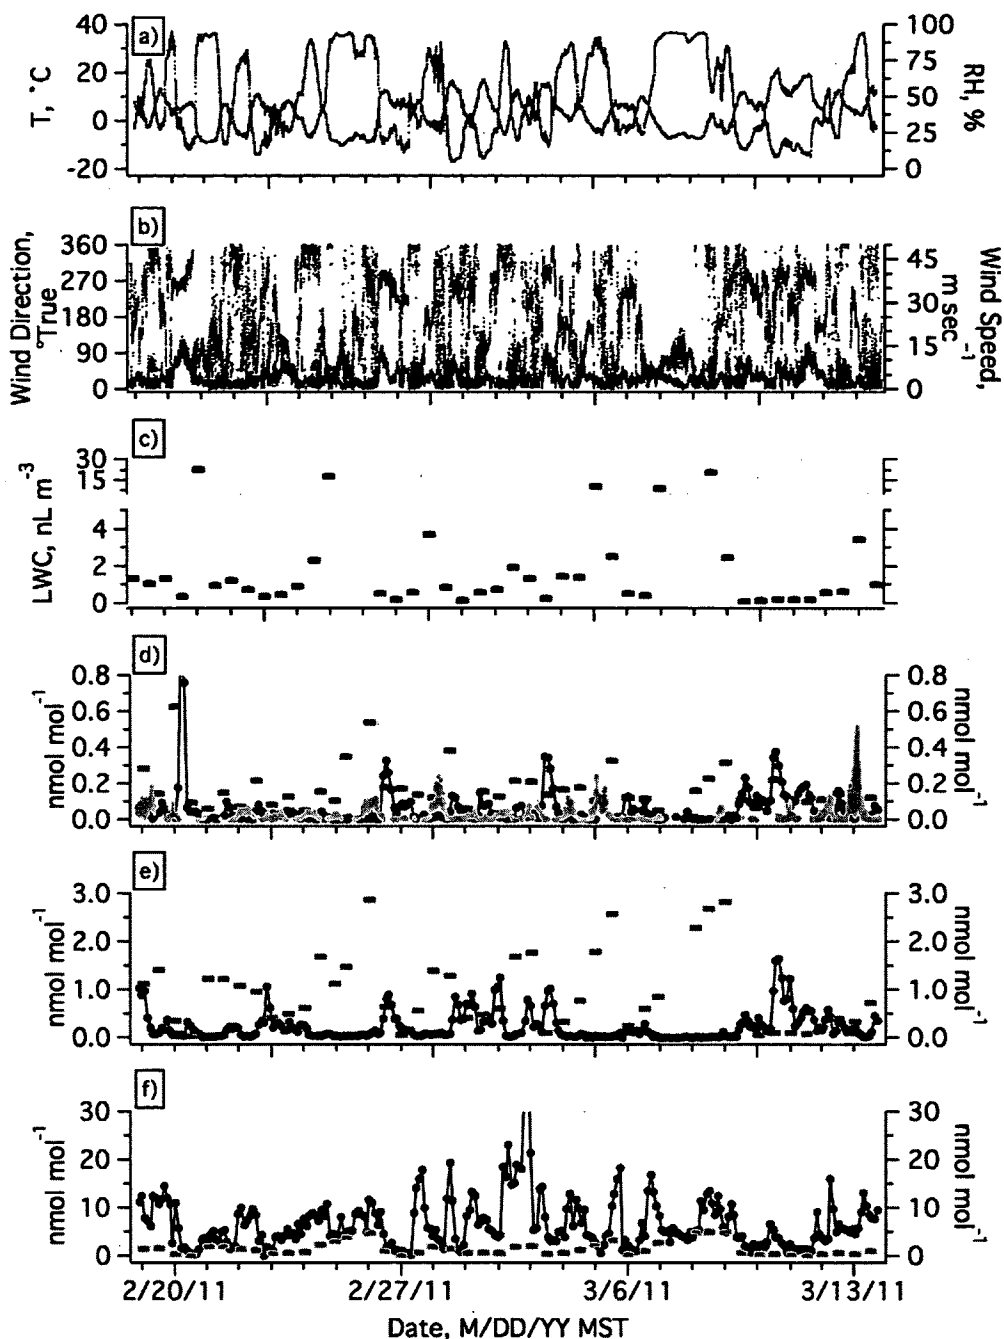 a)
40
20
0
-20
T, °C
100
75
50
25
0
RH, %
b)
360
270
180
90
0
Wind Direction,
°True
45
30
15
0
Wind Speed,
m sec⁻¹
c)
30
15
4
2
0
LWC, nL m⁻³
d)
0.8
0.6
0.4
0.2
0.0
nmol mol⁻¹
0.8
0.6
0.4
0.2
0.0
nmol mol⁻¹
e)
3.0
2.0
1.0
0.0
nmol mol⁻¹
3.0
2.0
1.0
0.0
nmol mol⁻¹
f)
30
20
10
0
nmol mol⁻¹
30
20
10
0
nmol mol⁻¹
2/20/11 2/27/11 3/6/11 3/13/11
Date, M/DD/YY MST